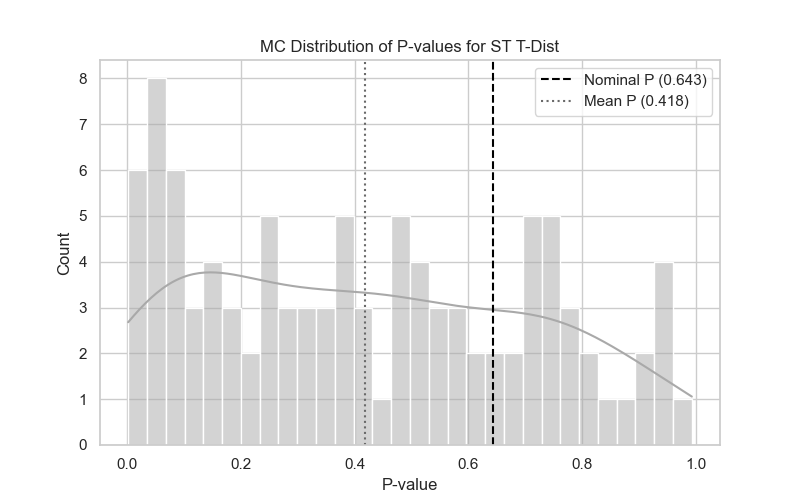 MC Distribution of P-values for ST T-Dist
Nominal P (0.643)
Mean P (0.418)
8
7
6
5
4
3
2
1
0
Count
0.0 0.2 0.4 0.6 0.8 1.0
P-value